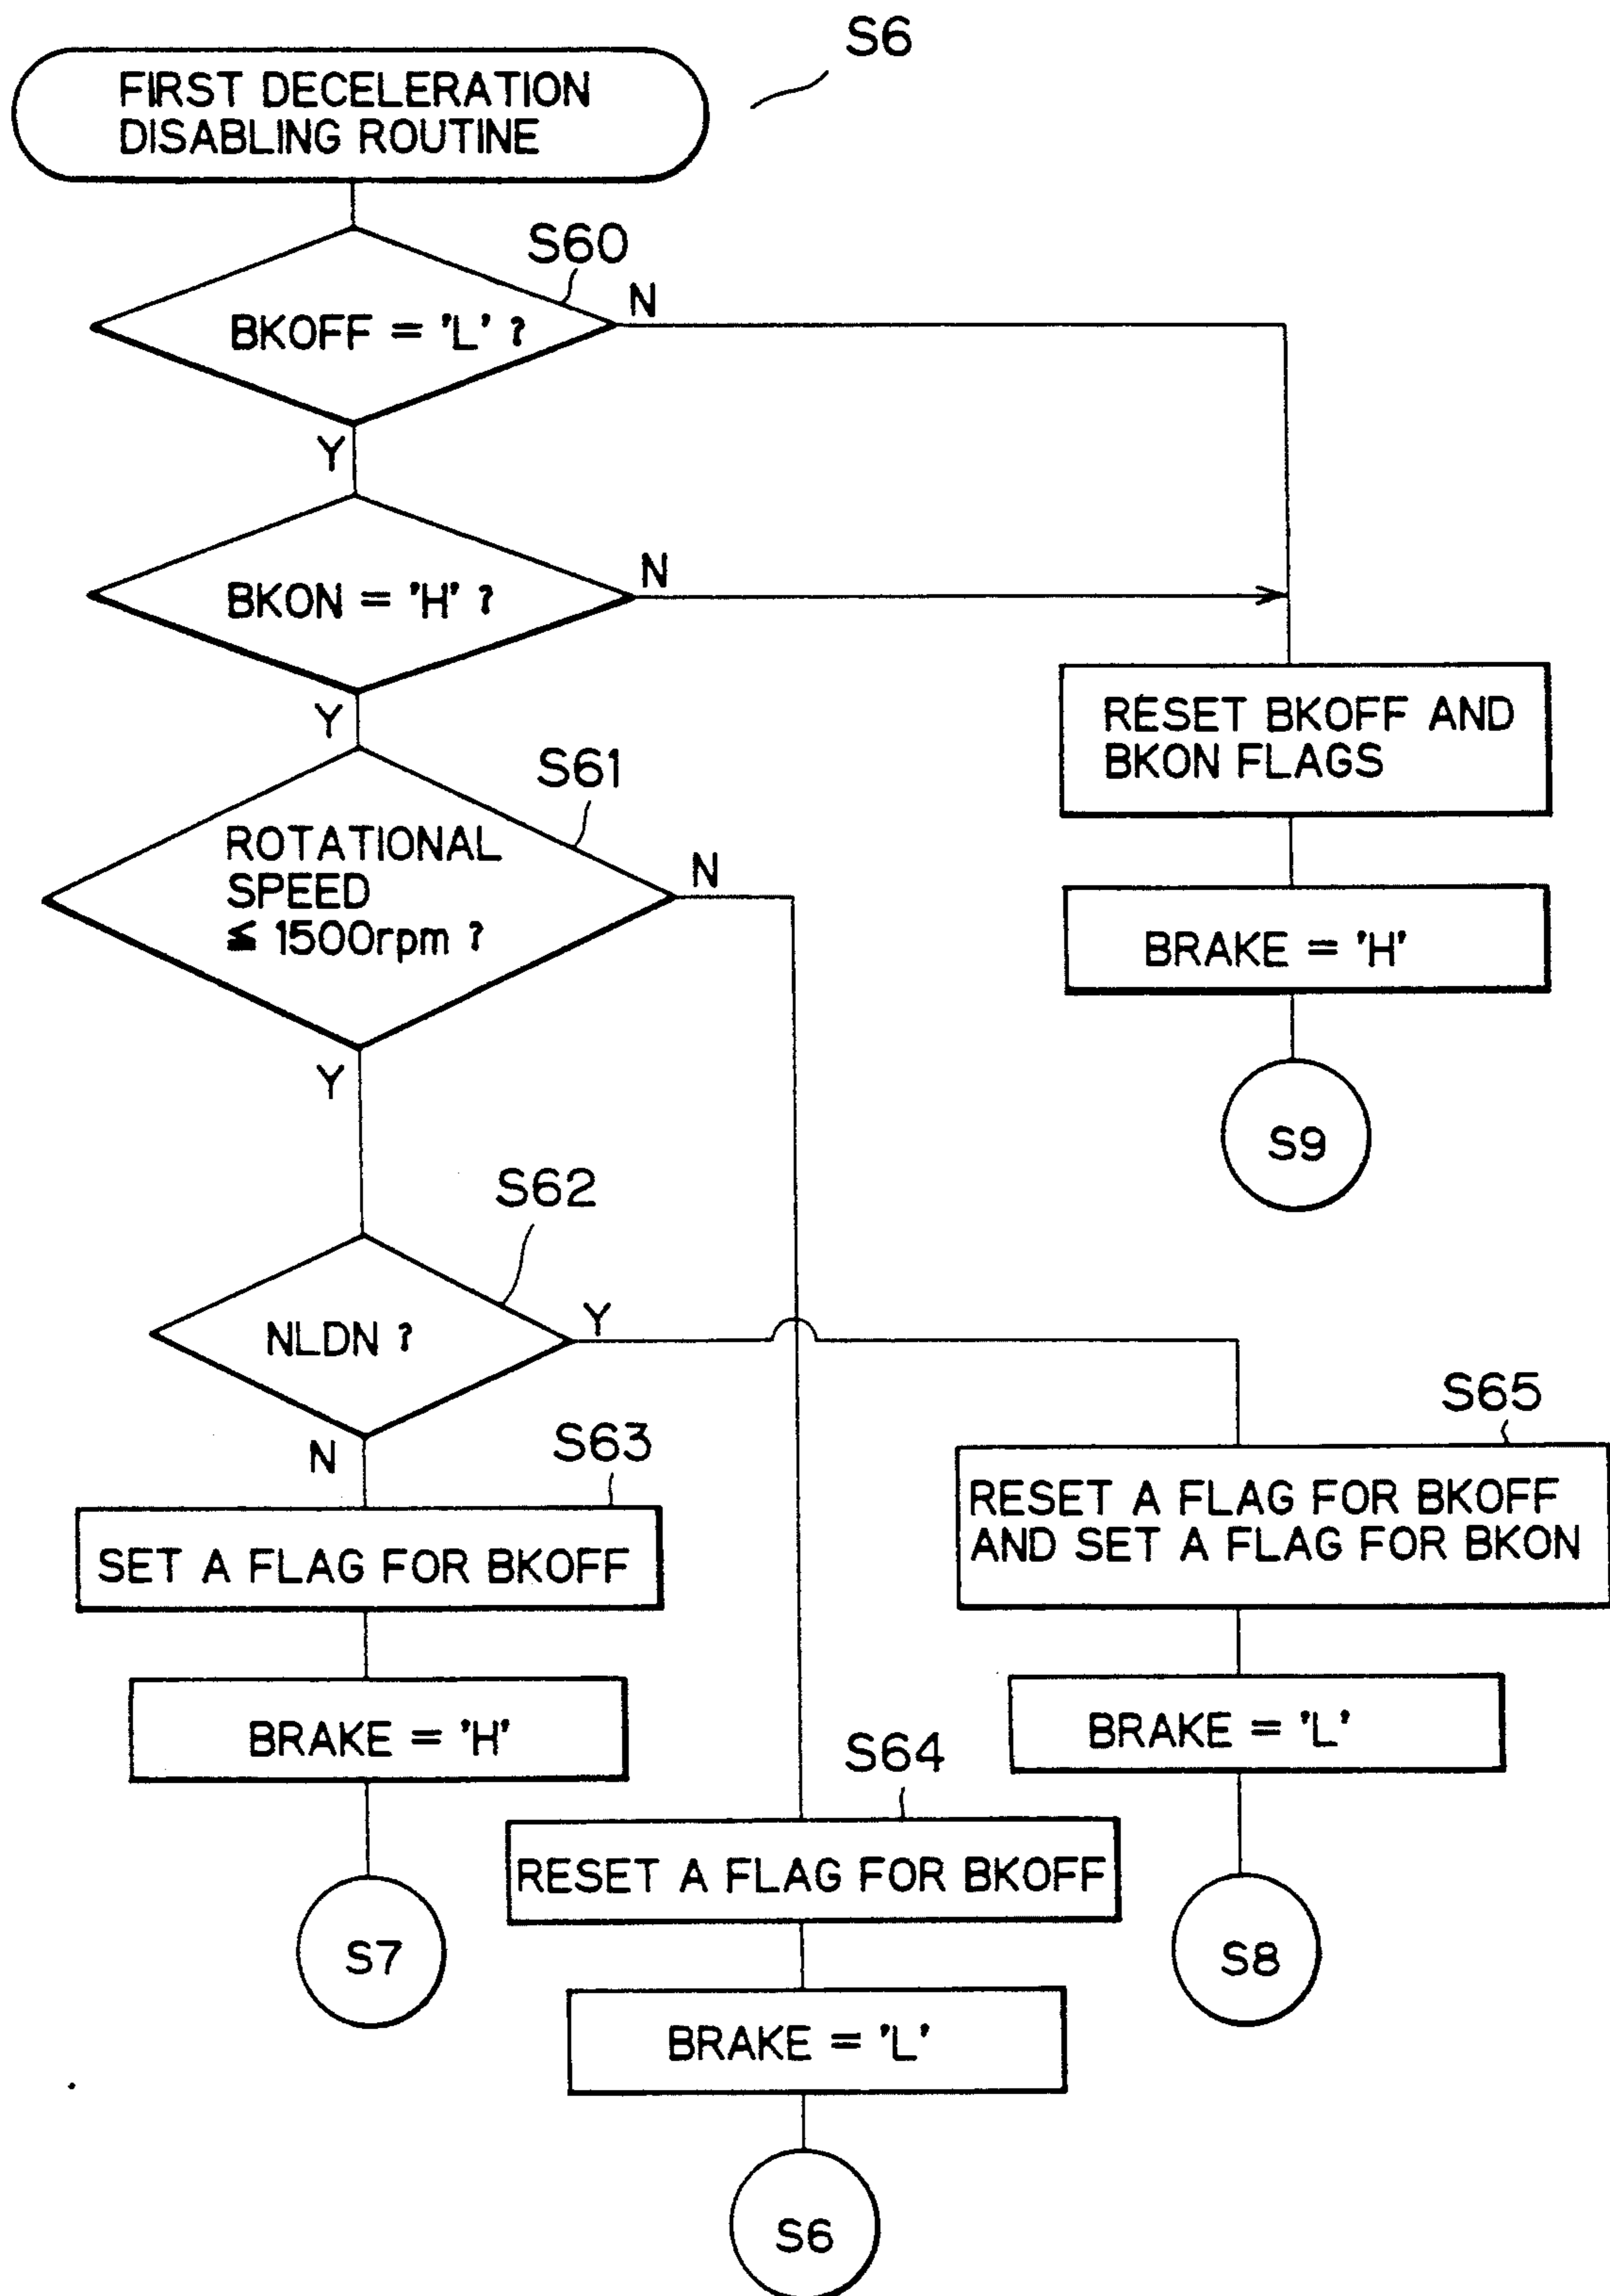 S6
FIRST DECELERATION
DISABLING ROUTINE
S60
BKOFF = 'L' ?
N
Y
BKON = 'H' ?
N
Y
RESET BKOFF AND
BKON FLAGS
S61
ROTATIONAL
SPEED
≦ 1500rpm ?
N
Y
BRAKE = 'H'
S9
S62
NLDN ?
Y
N
S65
RESET A FLAG FOR BKOFF
AND SET A FLAG FOR BKON
S63
SET A FLAG FOR BKOFF
BRAKE = 'H'
BRAKE = 'L'
S64
RESET A FLAG FOR BKOFF
S7
S8
BRAKE = 'L'
S6